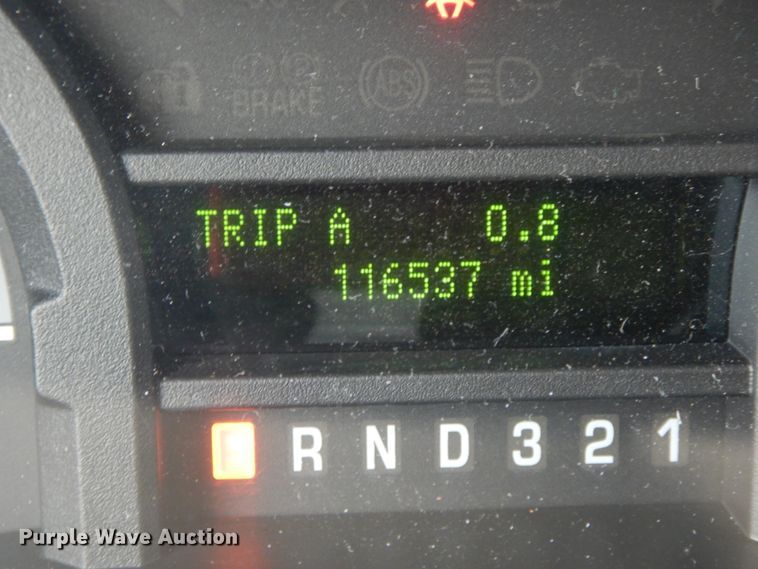 BRAKE ABS
TRIP A 0.8
116537 mi
P R N D 3 2 1
Purple Wave Auction